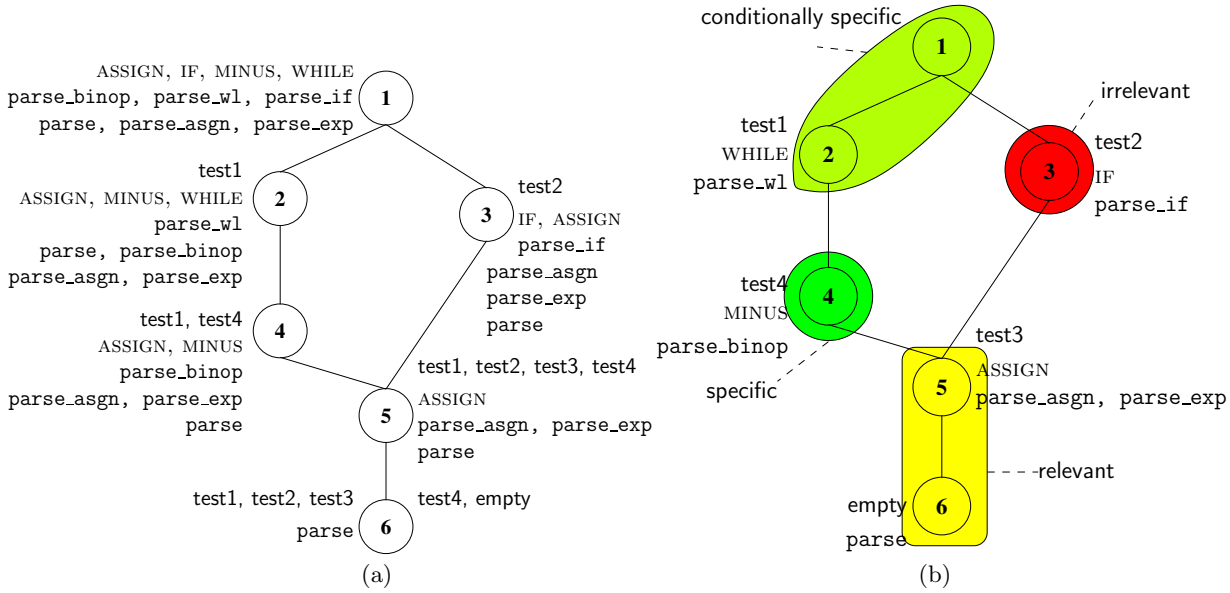 ASSIGN, IF, MINUS, WHILE
parse_binop, parse_wl, parse_if
parse, parse_asgn, parse_exp
1
test1
ASSIGN, MINUS, WHILE
parse_wl
parse, parse_binop
parse_asgn, parse_exp
2
test2
IF, ASSIGN
parse_if
parse_asgn
parse_exp
parse
3
test1, test4
ASSIGN, MINUS
parse_binop
parse_asgn, parse_exp
parse
4
test1, test2, test3, test4
ASSIGN
parse_asgn, parse_exp
parse
5
test1, test2, test3
parse
6
test4, empty
(a)
conditionally specific
1
irrelevant
test1
WHILE
parse_wl
2
test2
IF
parse_if
3
test4
MINUS
parse_binop
4
specific
test3
ASSIGN
parse_asgn, parse_exp
5
relevant
empty
parse
6
(b)